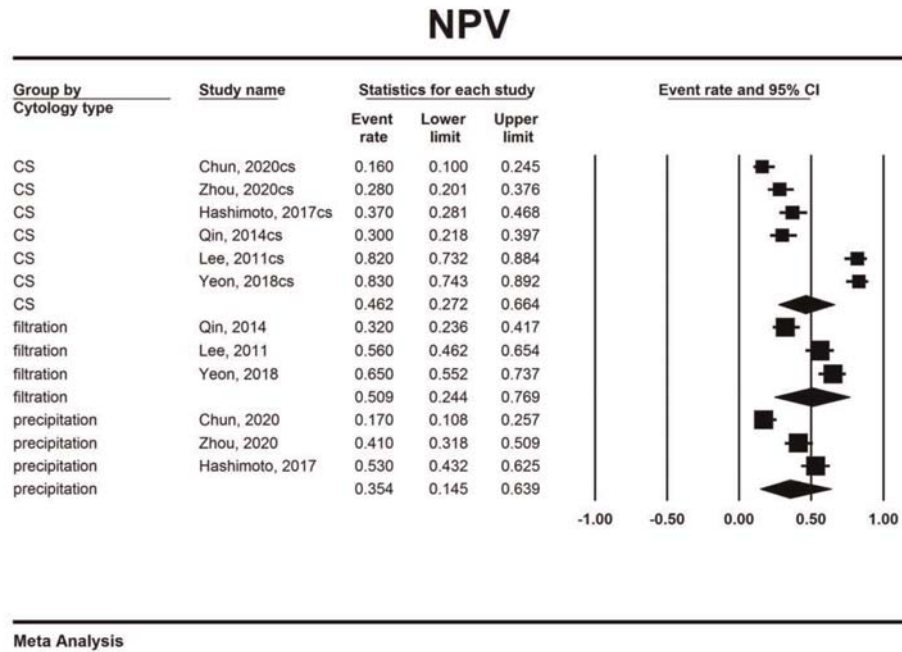 NPV
Group by Study name Statistics for each study Event rate and 95% CI
Cytology type
Event Lower Upper
rate limit limit
CS Chun, 2020cs 0.160 0.100 0.245
CS Zhou, 2020cs 0.280 0.201 0.376
CS Hashimoto, 2017cs 0.370 0.281 0.468
CS Qin, 2014cs 0.300 0.218 0.397
CS Lee, 2011cs 0.820 0.732 0.884
CS Yeon, 2018cs 0.830 0.743 0.892
CS 0.462 0.272 0.664
filtration Qin, 2014 0.320 0.236 0.417
filtration Lee, 2011 0.560 0.462 0.654
filtration Yeon, 2018 0.650 0.552 0.737
filtration 0.509 0.244 0.769
precipitation Chun, 2020 0.170 0.108 0.257
precipitation Zhou, 2020 0.410 0.318 0.509
precipitation Hashimoto, 2017 0.530 0.432 0.625
precipitation 0.354 0.145 0.639
-1.00 -0.50 0.00 0.50 1.00
Meta Analysis